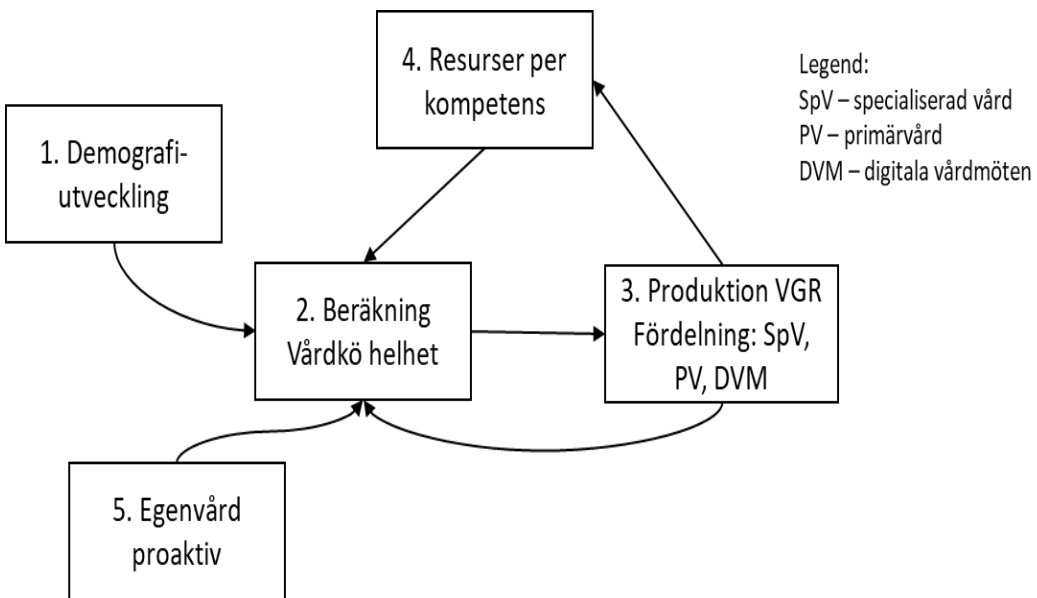 4. Resurser per
kompetens
Legend:
SpV – specialiserad vård
PV – primärvård
DVM – digitala vårdmöten
1. Demografi-
utveckling
2. Beräkning
Vårdkö helhet
3. Produktion VGR
Fördelning: SpV,
PV, DVM
5. Egenvård
proaktiv